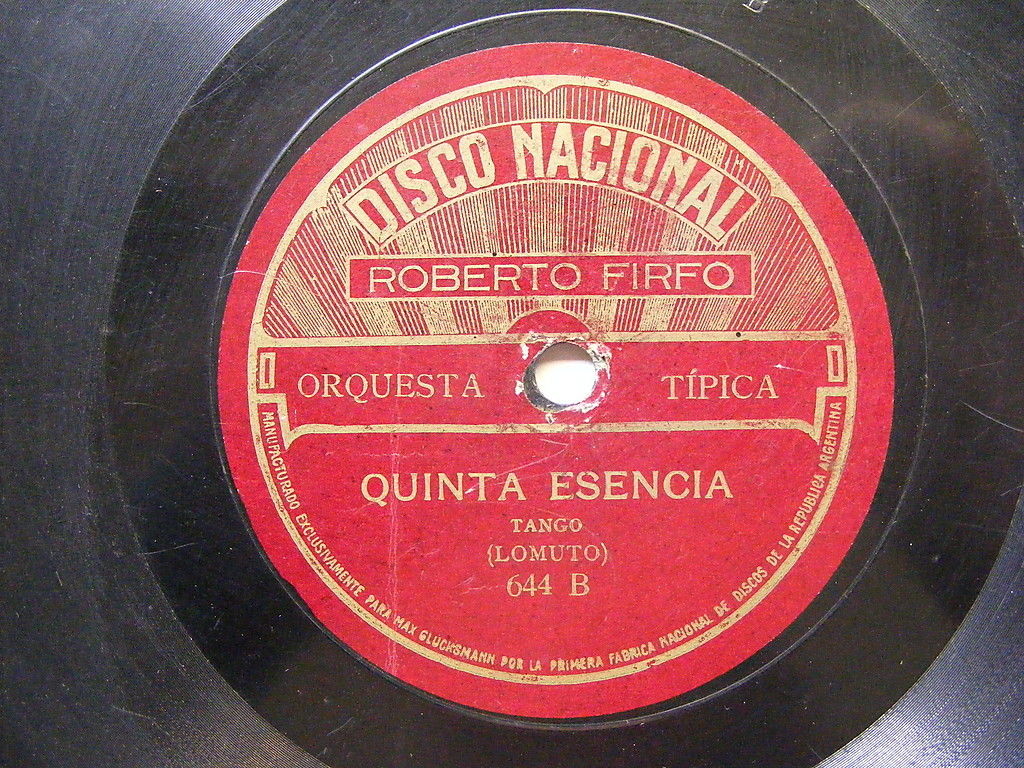 DISCO NACIONAL
ROBERTO FIRPO
ORQUESTA TÍPICA
QUINTA ESENCIA
TANGO
(LOMUTO)
644 B
MANUFACTURADO EXCLUSIVAMENTE PARA MAX GLUCKSMANN POR LA PRIMERA FABRICA NACIONAL DE DISCOS DE LA REPUBLICA ARGENTINA